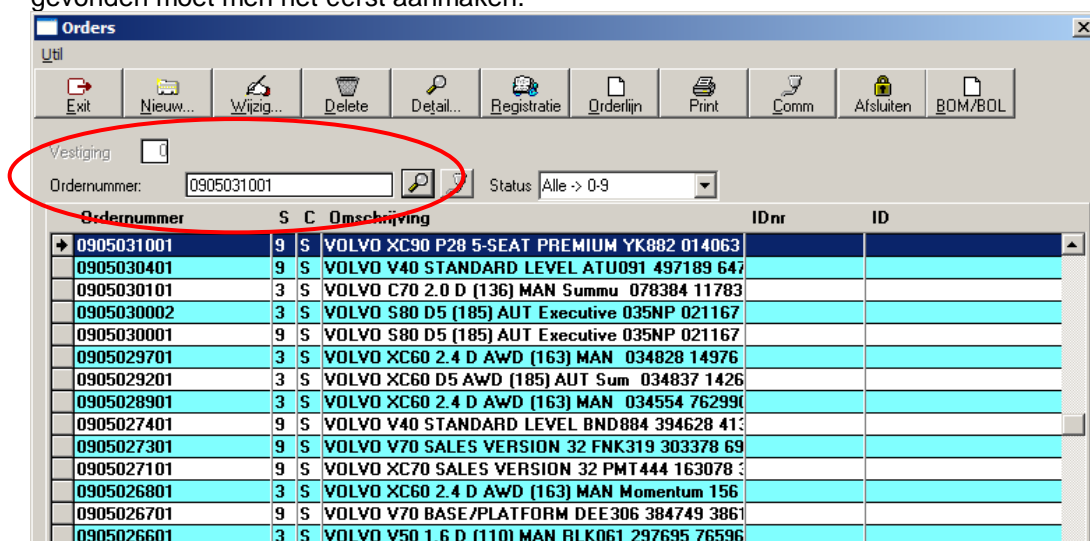 gevonden moet men het eerst aanmaken.
Orders
Util
Exit Nieuw... Wijzig... Delete Detail... Registratie Orderlijn Print Comm Afsluiten BOM/BOL
Vestiging 0
Ordernummer: 0905031001 Status Alle -> 0-9
Ordernummer S C Omschrijving IDnr ID
0905031001 9 S VOLVO XC90 P28 5-SEAT PREMIUM YK882 014063
0905030401 9 S VOLVO V40 STANDARD LEVEL ATU091 497189 647
0905030101 3 S VOLVO C70 2.0 D (136) MAN Summu 078384 11783
0905030002 3 S VOLVO S80 D5 (185) AUT Executive 035NP 021167
0905030001 9 S VOLVO S80 D5 (185) AUT Executive 035NP 021167
0905029701 3 S VOLVO XC60 2.4 D AWD (163) MAN 034828 14976
0905029201 3 S VOLVO XC60 D5 AWD (185) AUT Sum 034837 1426
0905028901 3 S VOLVO XC60 2.4 D AWD (163) MAN 034554 76299
0905027401 9 S VOLVO V40 STANDARD LEVEL BND884 394628 41
0905027301 9 S VOLVO V70 SALES VERSION 32 FNK319 303378 69
0905027101 9 S VOLVO XC70 SALES VERSION 32 PMT444 163078
0905026801 3 S VOLVO XC60 2.4 D AWD (163) MAN Momentum 156
0905026701 9 S VOLVO V70 BASE/PLATFORM DEE306 384749 3861
0905026601 3 S VOLVO V50 1.6 D (110) MAN BLK061 297695 76596